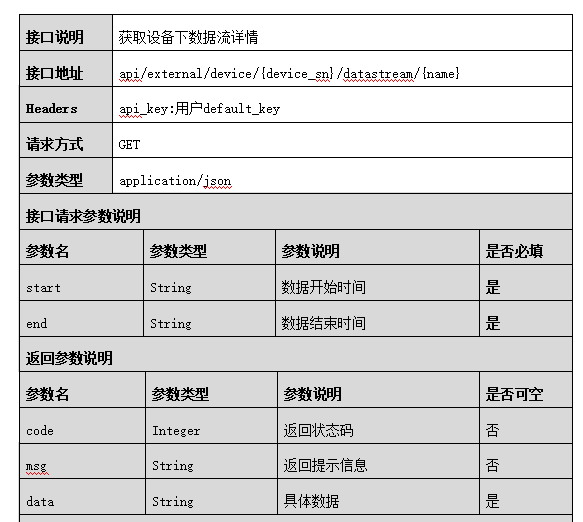 接口说明 获取设备下数据流详情
接口地址 api/external/device/{device_sn}/datastream/{name}
Headers api_key:用户default_key
请求方式 GET
参数类型 application/json
接口请求参数说明
参数名 参数类型 参数说明 是否必填
start String 数据开始时间 是
end String 数据结束时间 是
返回参数说明
参数名 参数类型 参数说明 是否可空
code Integer 返回状态码 否
msg String 返回提示信息 否
data String 具体数据 是